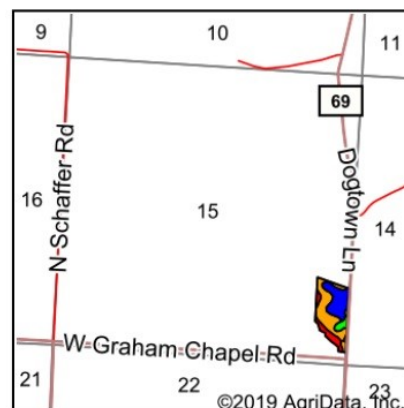 9
10
11
69
N Schaffer Rd
Dogtown Ln
16
15
14
W Graham Chapel Rd
21
22
23
©2019 AgriData, Inc.